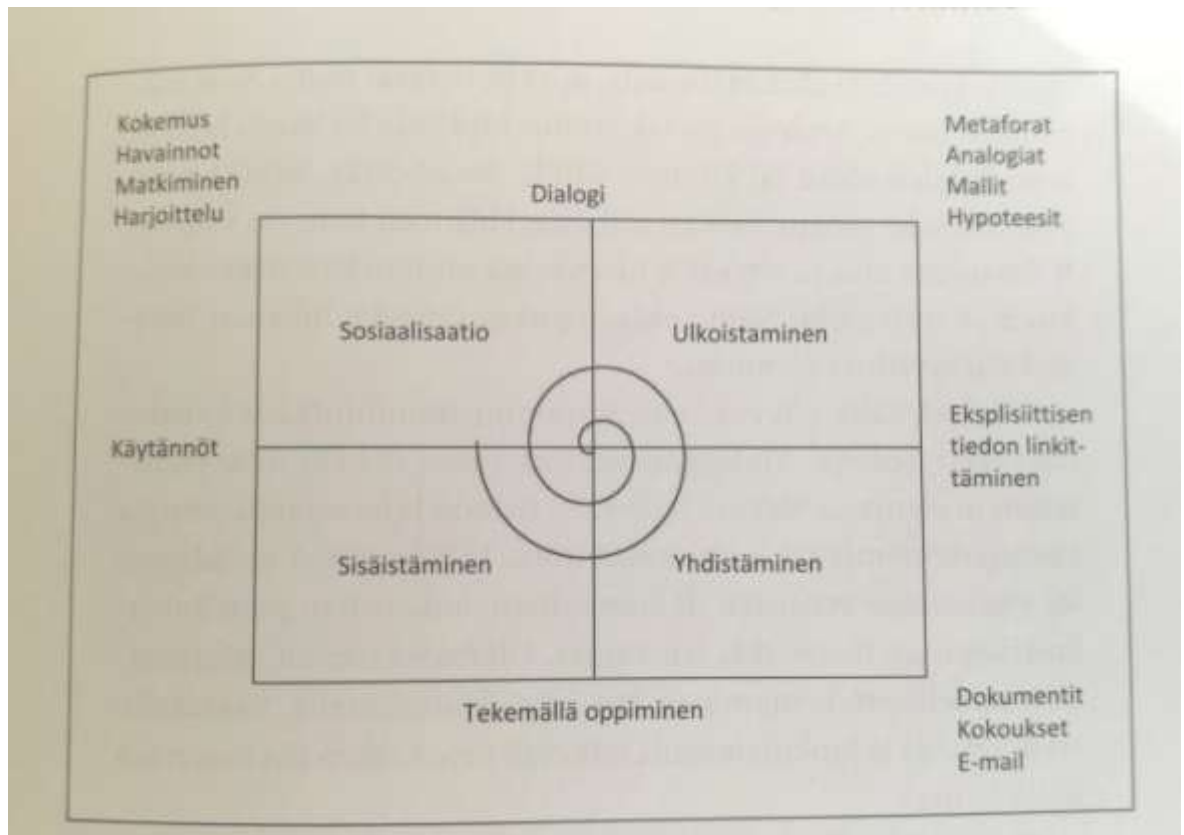 Kokemus
Havainnot
Matkiminen
Harjoittelu
Metaforat
Analogiat
Mallit
Hypoteesit
Dialogi
Sosiaalisaatio
Ulkoistaminen
Käytännöt
Eksplisiittisen
tiedon linkit-
täminen
Sisäistäminen
Yhdistäminen
Tekemällä oppiminen
Dokumentit
Kokoukset
E-mail